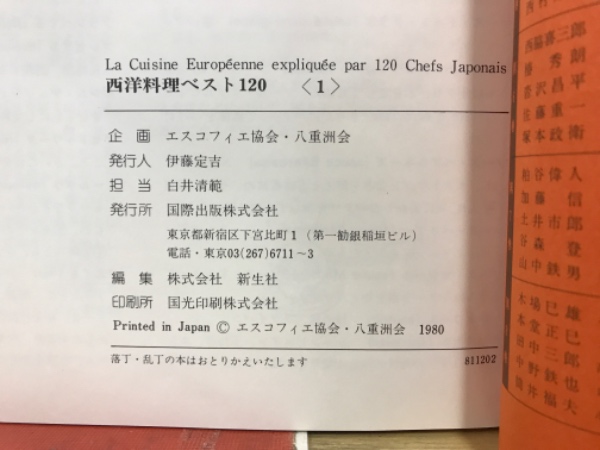 La Cuisine Européenne expliquée par 120 Chefs Japonais
西洋料理ベスト120 〈1〉
企 画 エスコフィエ協会・八重洲会
発行人 伊藤定吉
担 当 白井清範
発行所 国際出版株式会社
東京都新宿区下宮比町1 (第一勧銀稲垣ビル)
電話・東京03(267)6711~3
編 集 株式会社 新生社
印刷所 国光印刷株式会社
Printed in Japan © エスコフィエ協会・八重洲会 1980
落丁・乱丁の本はおとりかえいたします
811202
西脇喜三郎
秀朗
沢昌平
佐藤重一
塚本政衛
粕谷偉人
加藤 信
土井市郎
谷森 登
山中鉄男
木場巳雄
本堂正巳
田中三郎
中野鉄也
筒井福夫